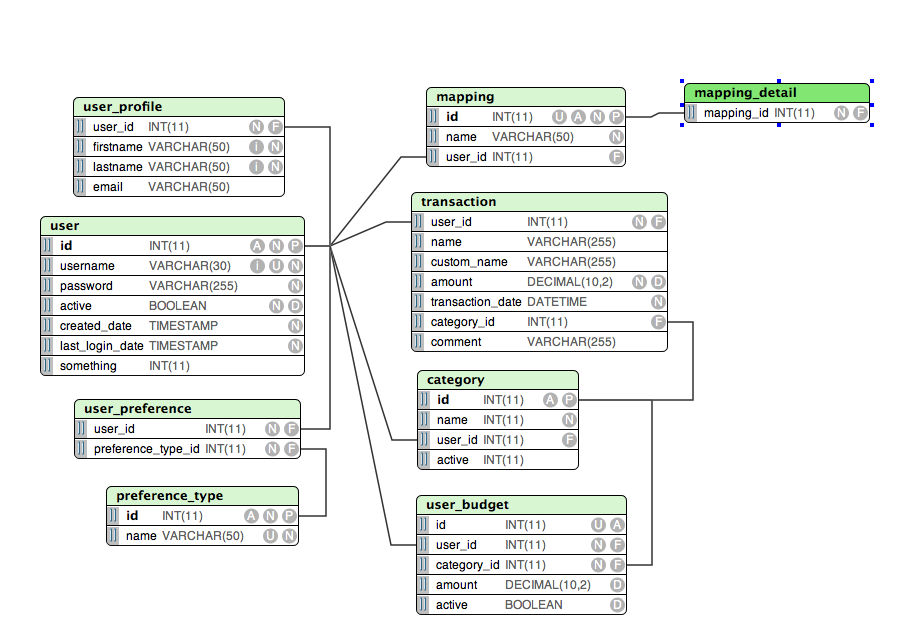 user_profile
user_id INT(11) N F
firstname VARCHAR(50) i N
lastname VARCHAR(50) i N
email VARCHAR(50)
user
id INT(11) A N P
username VARCHAR(30) i U N
password VARCHAR(255) N
active BOOLEAN N D
created_date TIMESTAMP N
last_login_date TIMESTAMP N
something INT(11)
user_preference
user_id INT(11) N F
preference_type_id INT(11) N F
preference_type
id INT(11) A N P
name VARCHAR(50) U N
mapping
id INT(11) U A N P
name VARCHAR(50) N
user_id INT(11) F
mapping_detail
mapping_id INT(11) N F
transaction
user_id INT(11) N F
name VARCHAR(255)
custom_name VARCHAR(255)
amount DECIMAL(10,2) N D
transaction_date DATETIME N
category_id INT(11) F
comment VARCHAR(255)
category
id INT(11) A P
name INT(11) N
user_id INT(11) F
active INT(11)
user_budget
id INT(11) U A
user_id INT(11) N F
category_id INT(11) N F
amount DECIMAL(10,2) D
active BOOLEAN D